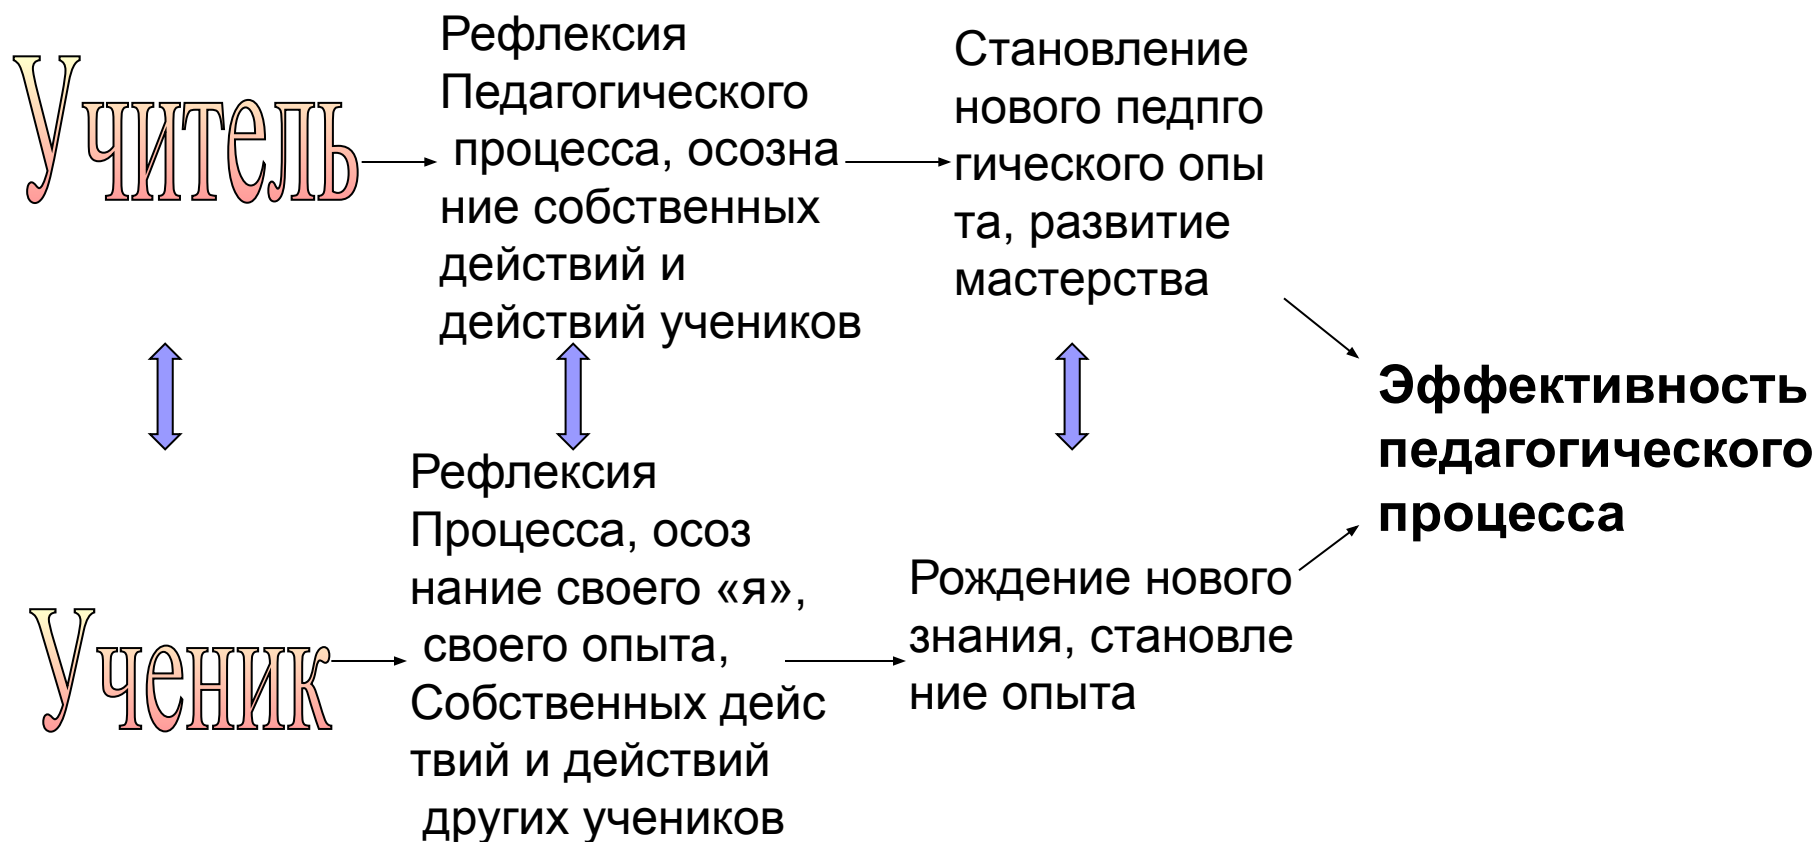 Учитель
Рефлексия
Педагогического
процесса, осозна
ние собственных
действий и
действий учеников
Становление
нового педпго
гического опы
та, развитие
мастерства
Эффективность
педагогического
процесса
Ученик
Рефлексия
Процесса, осоз
нание своего «я»,
своего опыта,
Собственных дейс
твий и действий
других учеников
Рождение нового
знания, становле
ние опыта